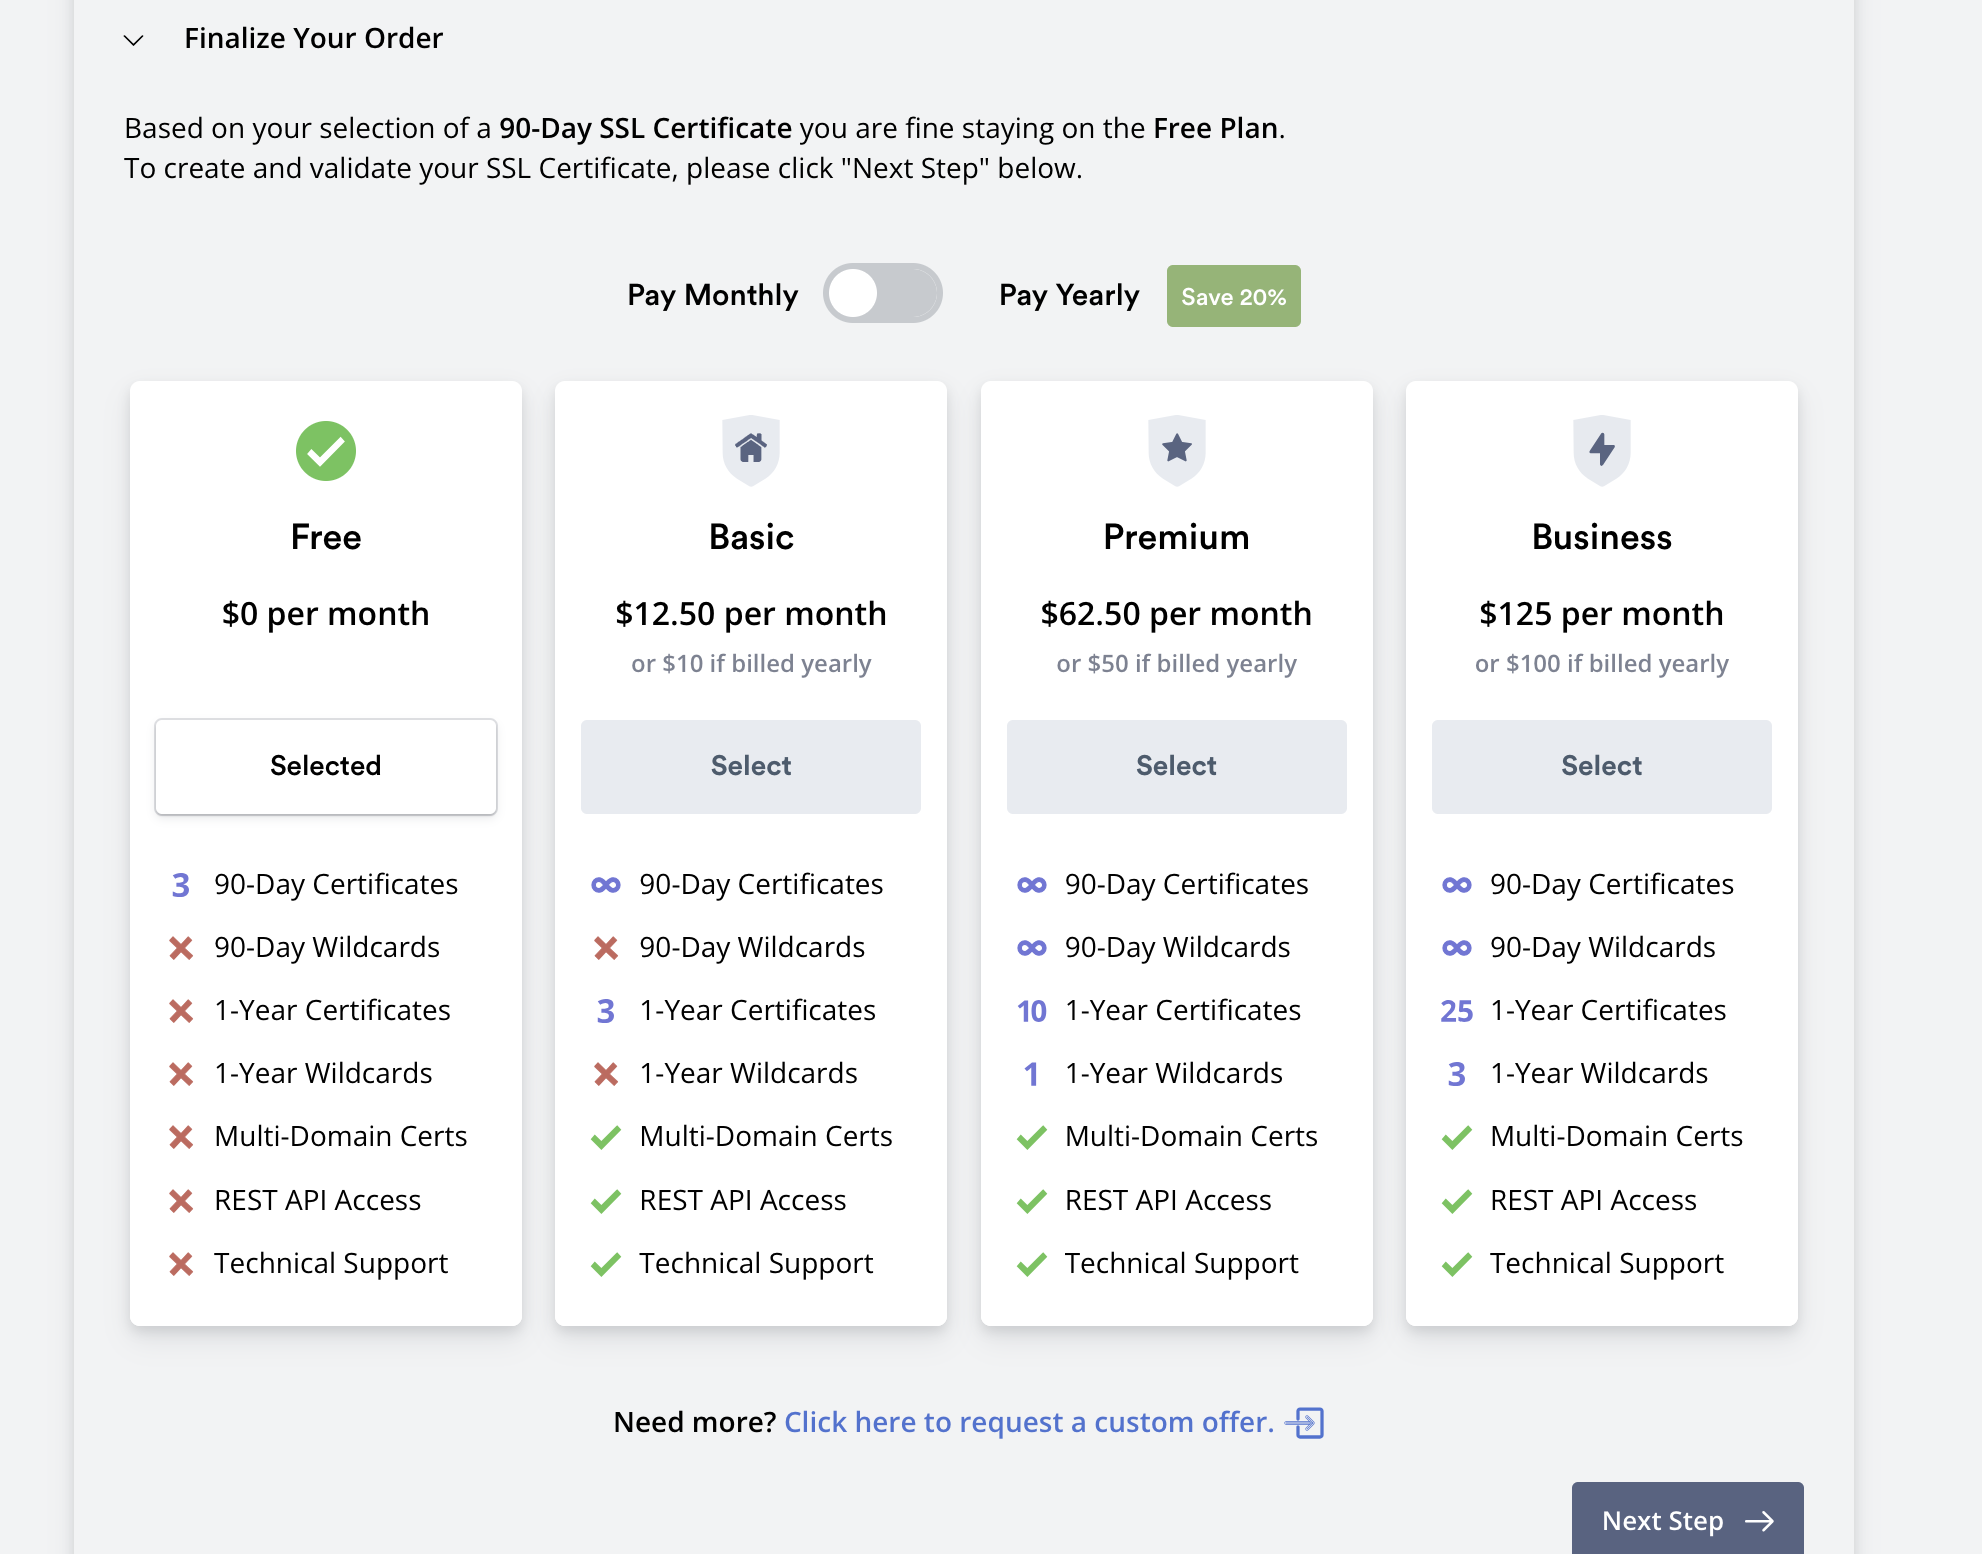 Finalize Your Order
Based on your selection of a 90-Day SSL Certificate you are fine staying on the Free Plan.
To create and validate your SSL Certificate, please click "Next Step" below.
Pay Monthly
Pay Yearly
Save 20%
Free
$0 per month
Selected
3 90-Day Certificates
90-Day Wildcards
1-Year Certificates
1-Year Wildcards
Multi-Domain Certs
REST API Access
Technical Support
Basic
$12.50 per month
or $10 if billed yearly
Select
∞ 90-Day Certificates
90-Day Wildcards
3 1-Year Certificates
1-Year Wildcards
Multi-Domain Certs
REST API Access
Technical Support
Premium
$62.50 per month
or $50 if billed yearly
Select
∞ 90-Day Certificates
∞ 90-Day Wildcards
10 1-Year Certificates
1 1-Year Wildcards
Multi-Domain Certs
REST API Access
Technical Support
Business
$125 per month
or $100 if billed yearly
Select
∞ 90-Day Certificates
∞ 90-Day Wildcards
25 1-Year Certificates
3 1-Year Wildcards
Multi-Domain Certs
REST API Access
Technical Support
Need more? Click here to request a custom offer.
Next Step